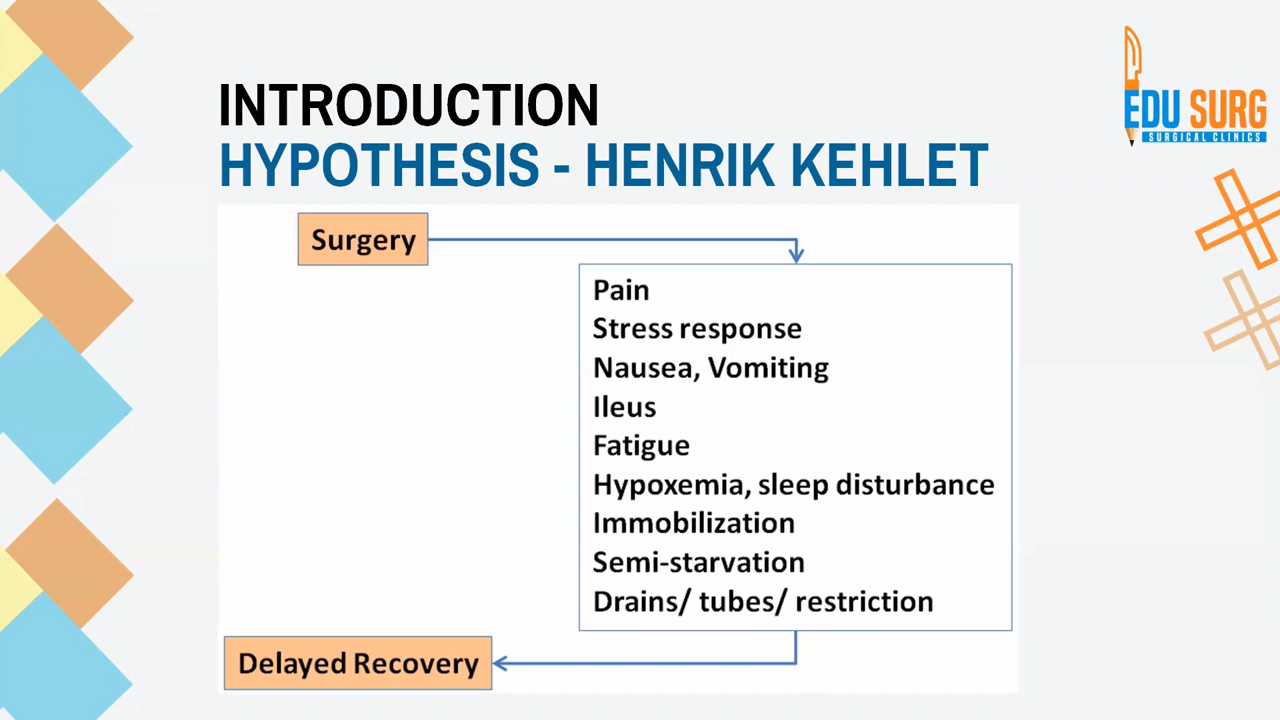 INTRODUCTION
HYPOTHESIS - HENRIK KEHLET
EDU SURG
SURGICAL CLINICS
Surgery
Pain
Stress response
Nausea, Vomiting
Ileus
Fatigue
Hypoxemia, sleep disturbance
Immobilization
Semi-starvation
Drains/ tubes/ restriction
Delayed Recovery